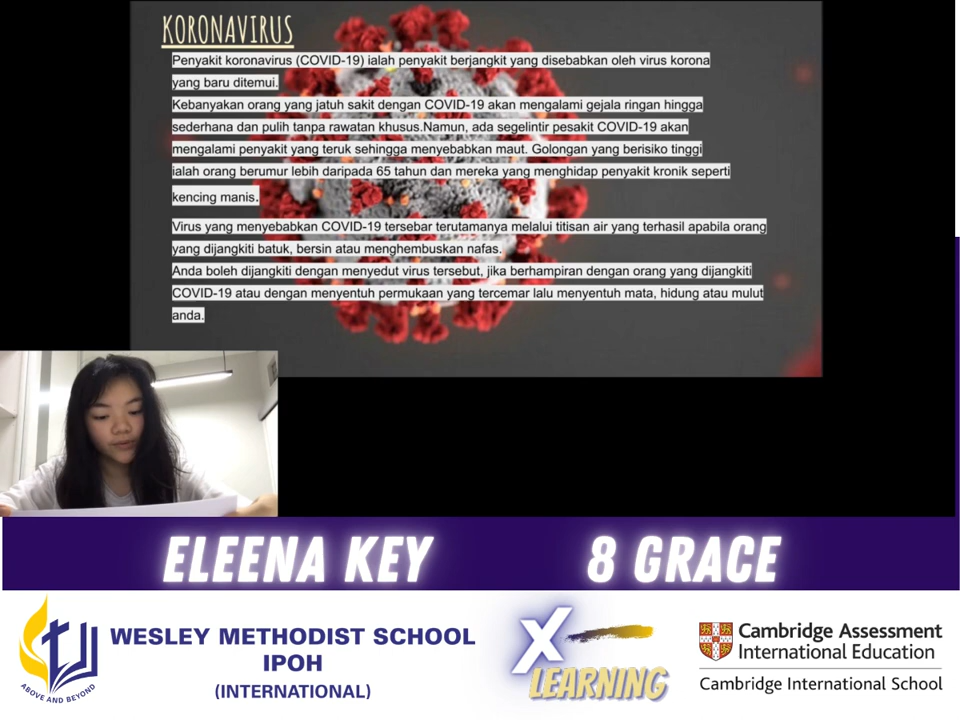 KORONAVIRUS
Penyakit koronavirus (COVID-19) ialah penyakit berjangkit yang disebabkan oleh virus korona
yang baru ditemui.
Kebanyakan orang yang jatuh sakit dengan COVID-19 akan mengalami gejala ringan hingga
sederhana dan pulih tanpa rawatan khusus.Namun, ada segelintir pesakit COVID-19 akan
mengalami penyakit yang teruk sehingga menyebabkan maut. Golongan yang berisiko tinggi
ialah orang berumur lebih daripada 65 tahun dan mereka yang menghidap penyakit kronik seperti
kencing manis.
Virus yang menyebabkan COVID-19 tersebar terutamanya melalui titisan air yang terhasil apabila orang
yang dijangkiti batuk, bersin atau menghembuskan nafas.
Anda boleh dijangkiti dengan menyedut virus tersebut, jika berhampiran dengan orang yang dijangkiti
COVID-19 atau dengan menyentuh permukaan yang tercemar lalu menyentuh mata, hidung atau mulut
anda.
ELEENA KEY 8 GRACE
ABOVE AND BEYOND
WESLEY METHODIST SCHOOL
IPOH
(INTERNATIONAL)
X
LEARNING
Cambridge Assessment
International Education
Cambridge International School